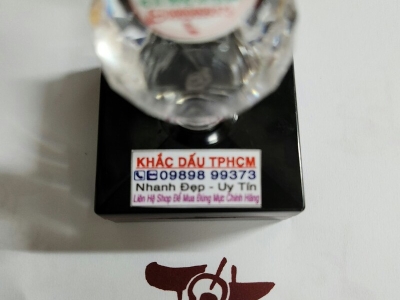 KHẮC DẤU TPHCM
09898 99373
Nhanh Đẹp - Uy Tín
Liên Hệ Shop Để Mua Đúng Mực Chính Hãng